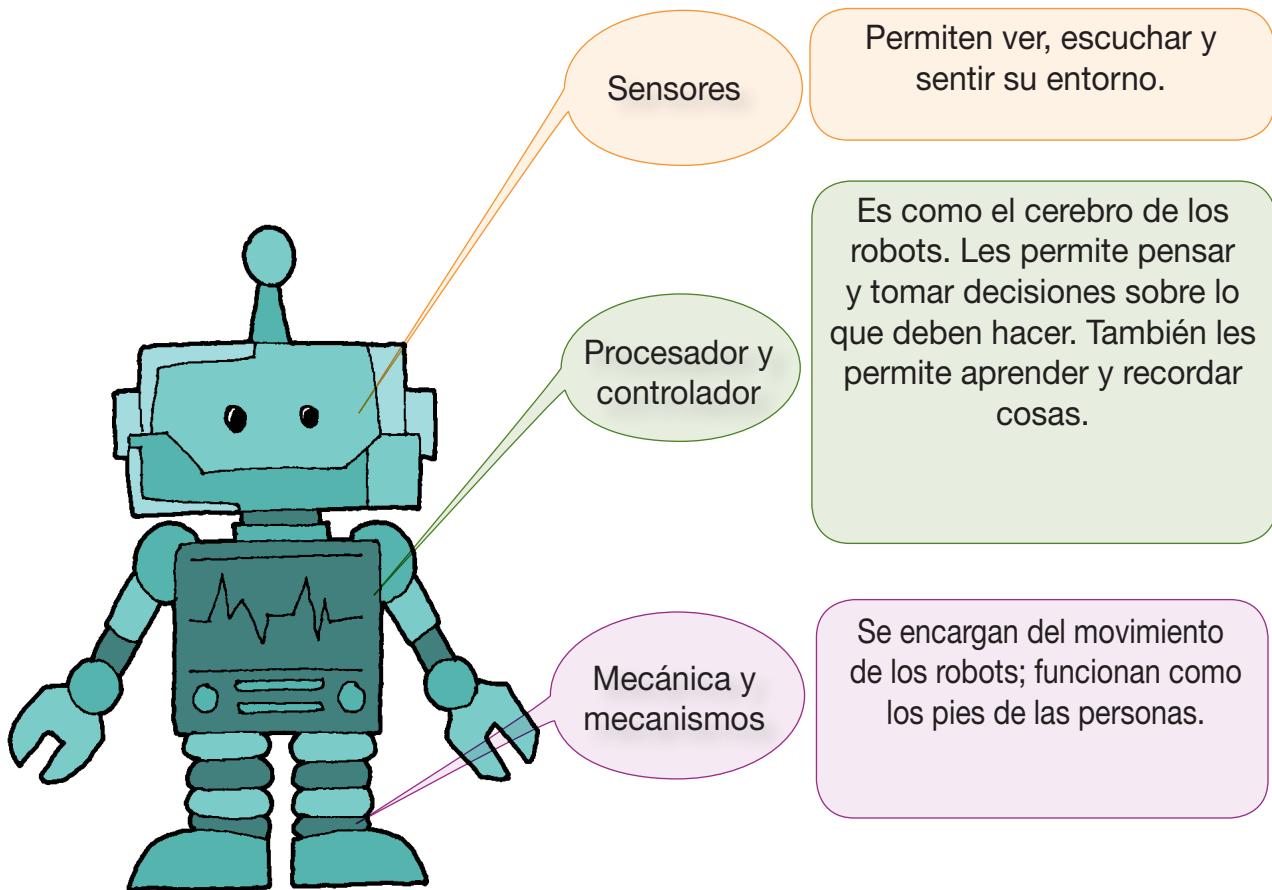 Sensores
Permiten ver, escuchar y
sentir su entorno.
Procesador y
controlador
Es como el cerebro de los
robots. Les permite pensar
y tomar decisiones sobre lo
que deben hacer. También les
permite aprender y recordar
cosas.
Mecánica y
mecanismos
Se encargan del movimiento
de los robots; funcionan como
los pies de las personas.